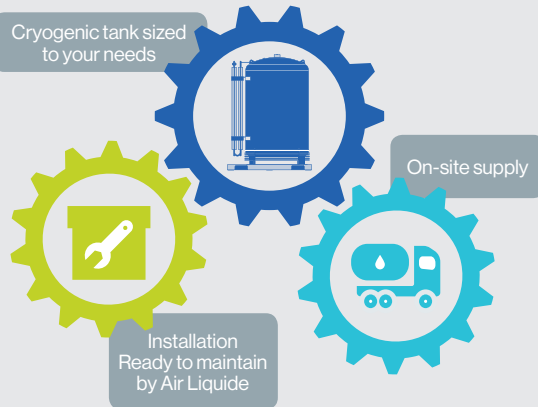 Cryogenic tank sized
to your needs
On-site supply
Installation
Ready to maintain
by Air Liquide